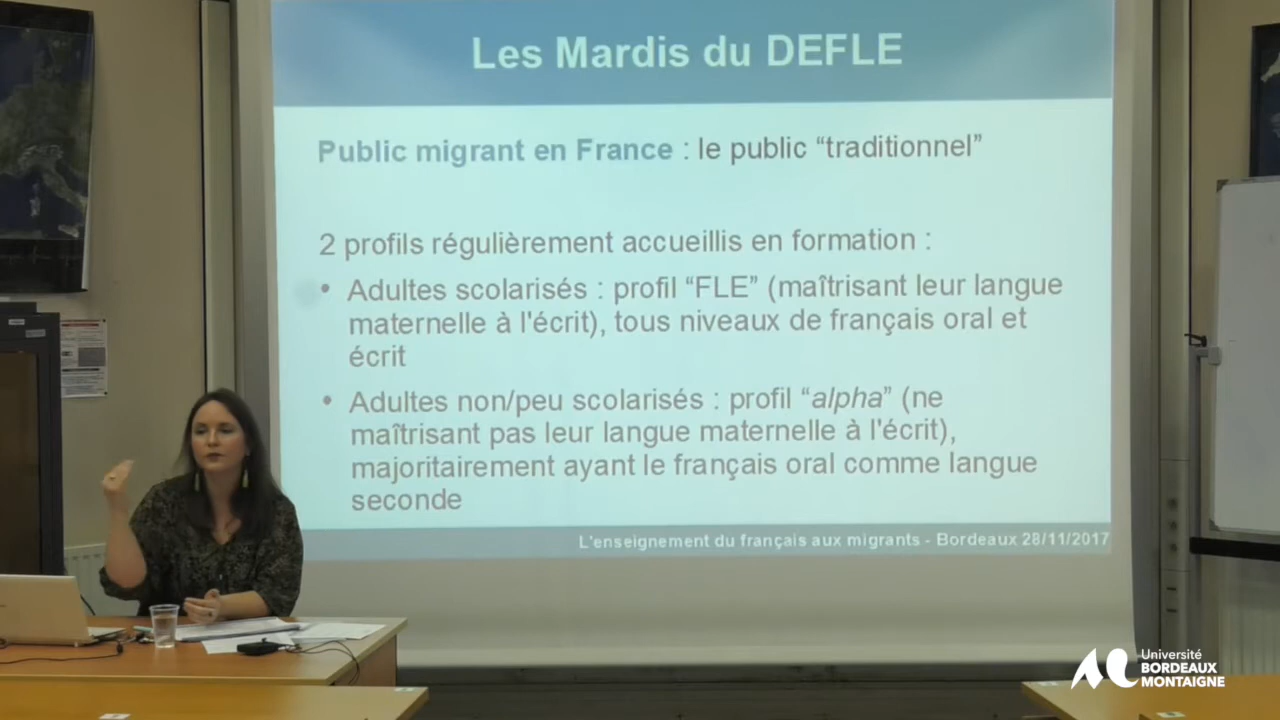 Les Mardis du DEFLE
Public migrant en France : le public “traditionnel”
2 profils régulièrement accueillis en formation :
• Adultes scolarisés : profil “FLE” (maîtrisant leur langue
maternelle à l'écrit), tous niveaux de français oral et
écrit
• Adultes non/peu scolarisés : profil “alpha” (ne
maîtrisant pas leur langue maternelle à l'écrit),
majoritairement ayant le français oral comme langue
seconde
L'enseignement du français aux migrants - Bordeaux 28/11/2017
Université
BORDEAUX
MONTAIGNE